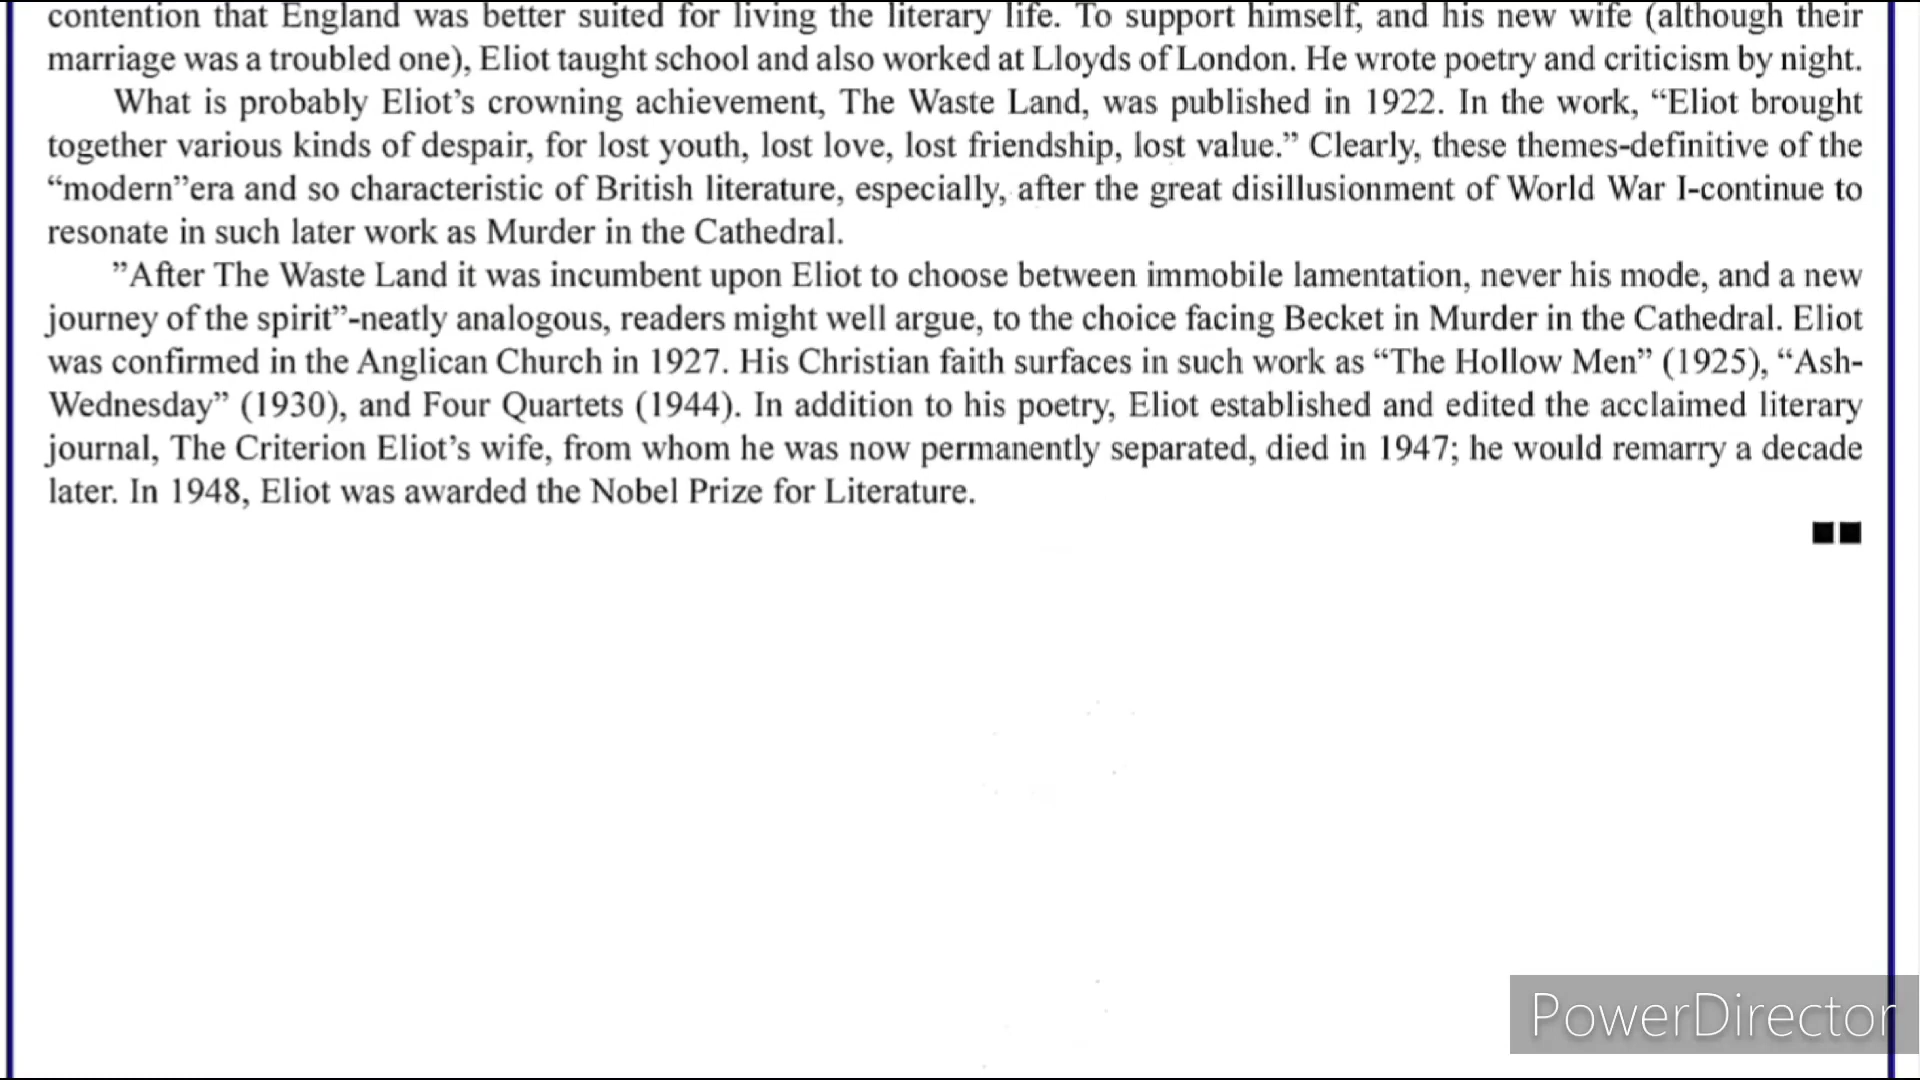 contention that England was better suited for living the literary life. To support himself, and his new wife (although their
marriage was a troubled one), Eliot taught school and also worked at Lloyds of London. He wrote poetry and criticism by night.
What is probably Eliot’s crowning achievement, The Waste Land, was published in 1922. In the work, “Eliot brought
together various kinds of despair, for lost youth, lost love, lost friendship, lost value.” Clearly, these themes-definitive of the
“modern”era and so characteristic of British literature, especially, after the great disillusionment of World War I-continue to
resonate in such later work as Murder in the Cathedral.
”After The Waste Land it was incumbent upon Eliot to choose between immobile lamentation, never his mode, and a new
journey of the spirit”-neatly analogous, readers might well argue, to the choice facing Becket in Murder in the Cathedral. Eliot
was confirmed in the Anglican Church in 1927. His Christian faith surfaces in such work as “The Hollow Men” (1925), “Ash-
Wednesday” (1930), and Four Quartets (1944). In addition to his poetry, Eliot established and edited the acclaimed literary
journal, The Criterion Eliot’s wife, from whom he was now permanently separated, died in 1947; he would remarry a decade
later. In 1948, Eliot was awarded the Nobel Prize for Literature.
PowerDirector